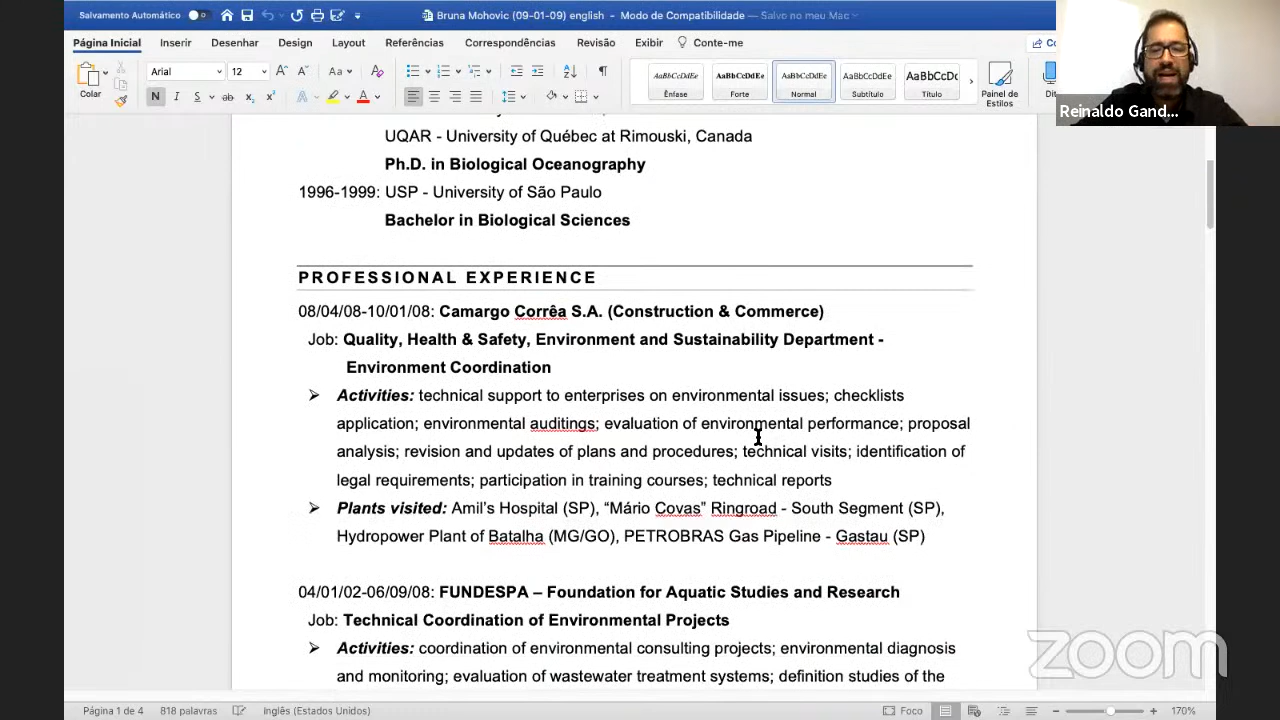 Salvamento Automático
Bruna Mohovic (09-01-09) english - Modo de Compatibilidade — Salvo no meu Mac
Página Inicial Inserir Desenhar Design Layout Referências Correspondências Revisão Exibir Conte-me
Colar
Arial 12
AaBbCcDdEe AaBbCcDdEe AaBbCcDdEe AaBbCcDdEe AaBbCcDc
Ênfase Forte Normal Subtítulo Título
Painel de
Estilos
Reinaldo Gand...
UQAR - University of Québec at Rimouski, Canada
Ph.D. in Biological Oceanography
1996-1999: USP - University of São Paulo
Bachelor in Biological Sciences
PROFESSIONAL EXPERIENCE
08/04/08-10/01/08: Camargo Corrêa S.A. (Construction & Commerce)
Job: Quality, Health & Safety, Environment and Sustainability Department -
Environment Coordination
Activities: technical support to enterprises on environmental issues; checklists
application; environmental auditings; evaluation of environmental performance; proposal
analysis; revision and updates of plans and procedures; technical visits; identification of
legal requirements; participation in training courses; technical reports
Plants visited: Amil's Hospital (SP), “Mário Covas” Ringroad - South Segment (SP),
Hydropower Plant of Batalha (MG/GO), PETROBRAS Gas Pipeline - Gastau (SP)
04/01/02-06/09/08: FUNDESPA – Foundation for Aquatic Studies and Research
Job: Technical Coordination of Environmental Projects
Activities: coordination of environmental consulting projects; environmental diagnosis
and monitoring; evaluation of wastewater treatment systems; definition studies of the
zoom
Página 1 de 4 818 palavras Inglês (Estados Unidos) Foco 170%